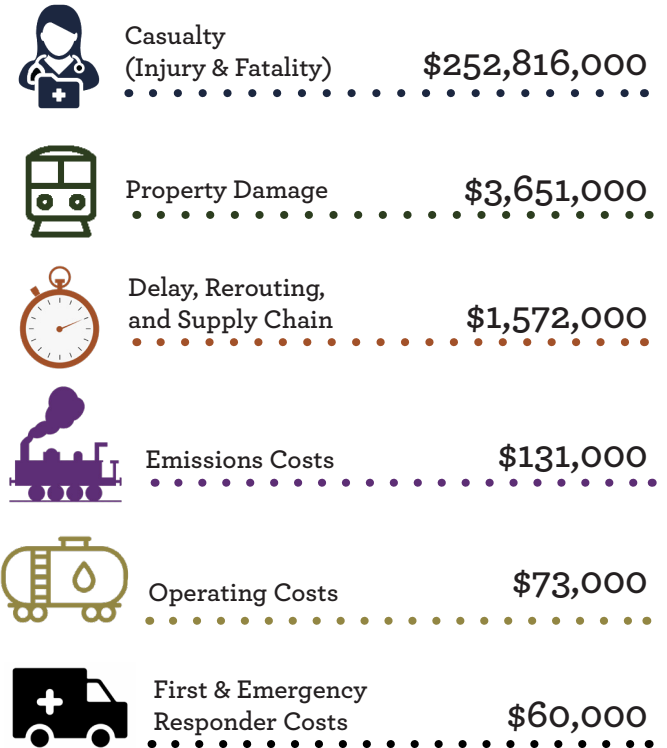 Casualty
(Injury & Fatality) $252,816,000
Property Damage $3,651,000
Delay, Rerouting,
and Supply Chain $1,572,000
Emissions Costs $131,000
Operating Costs $73,000
First & Emergency
Responder Costs $60,000